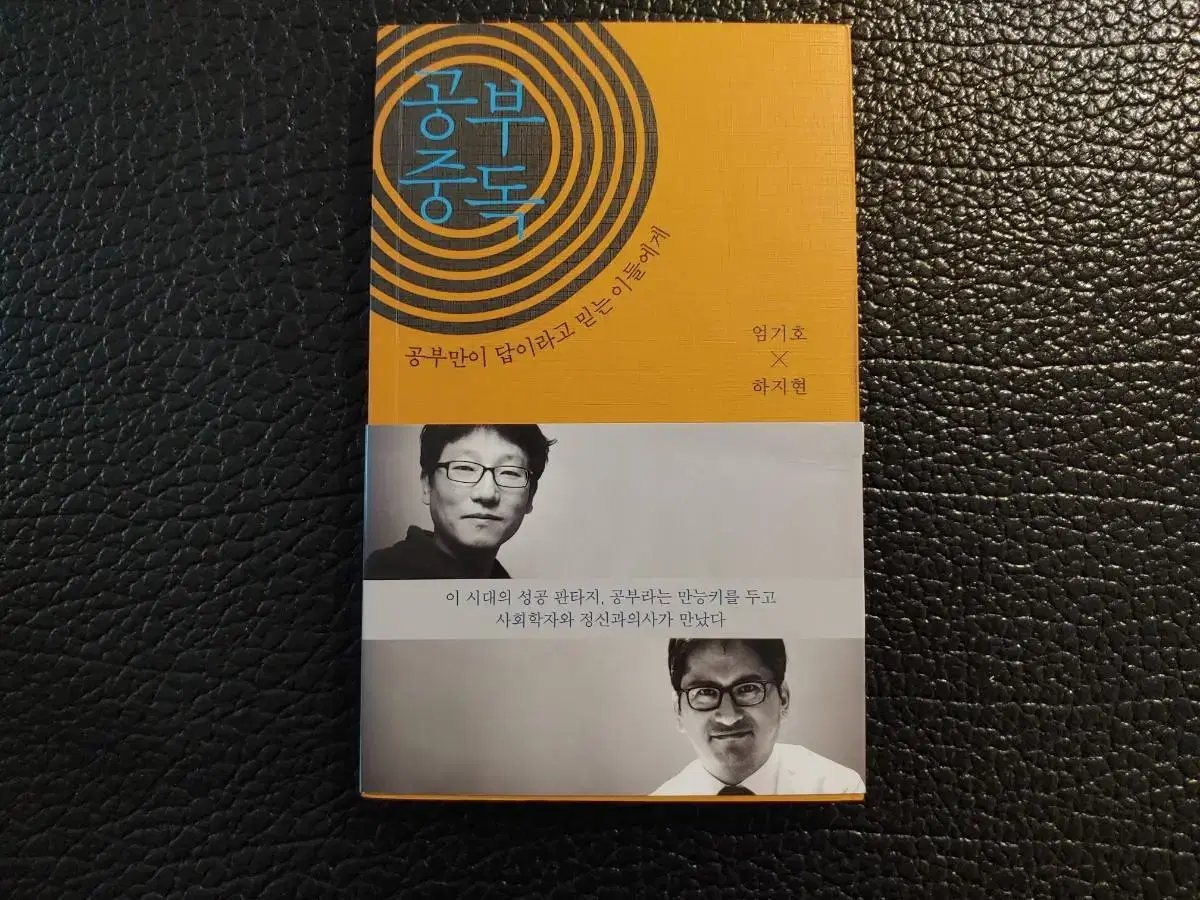 공부
중독
공부만이 답이라고 믿는 이들에게
엄기호
×
하지현
이 시대의 성공 판타지, 공부라는 만능키를 두고
사회학자와 정신과의사가 만났다